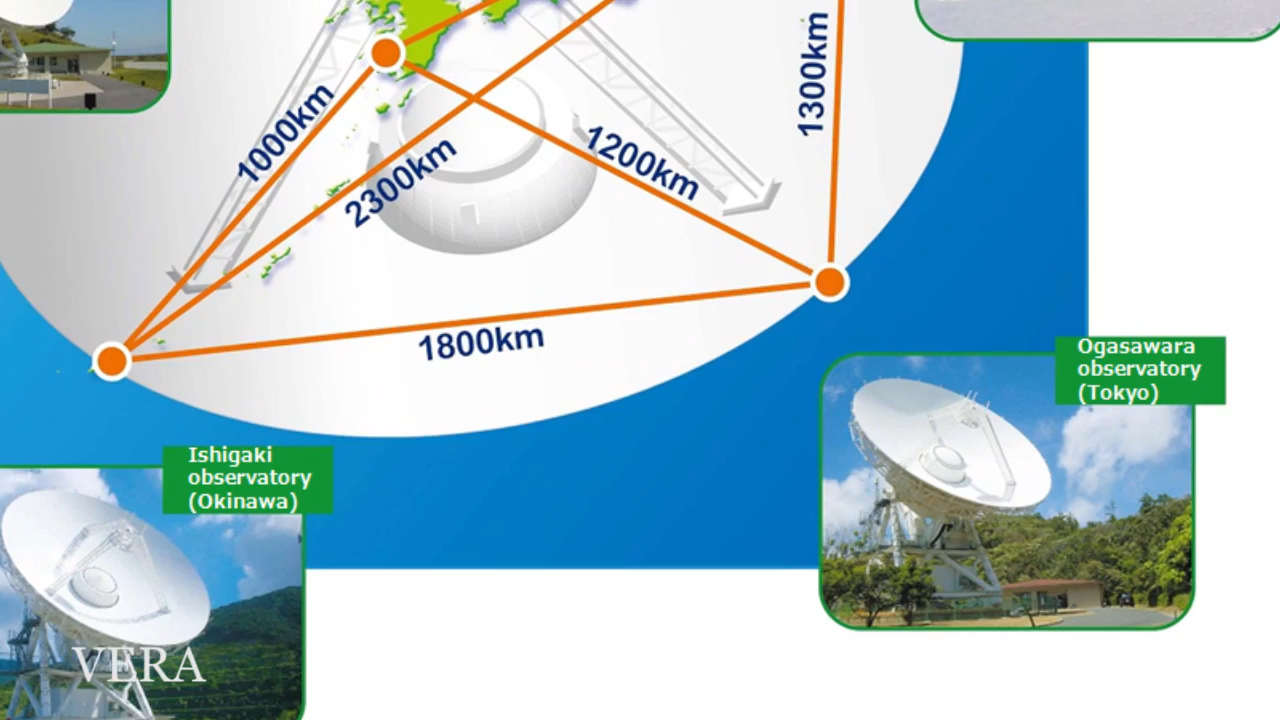 1300km
1000km
2300km
1200km
1800km
Ogasawara
observatory
(Tokyo)
Ishigaki
observatory
(Okinawa)
VERA